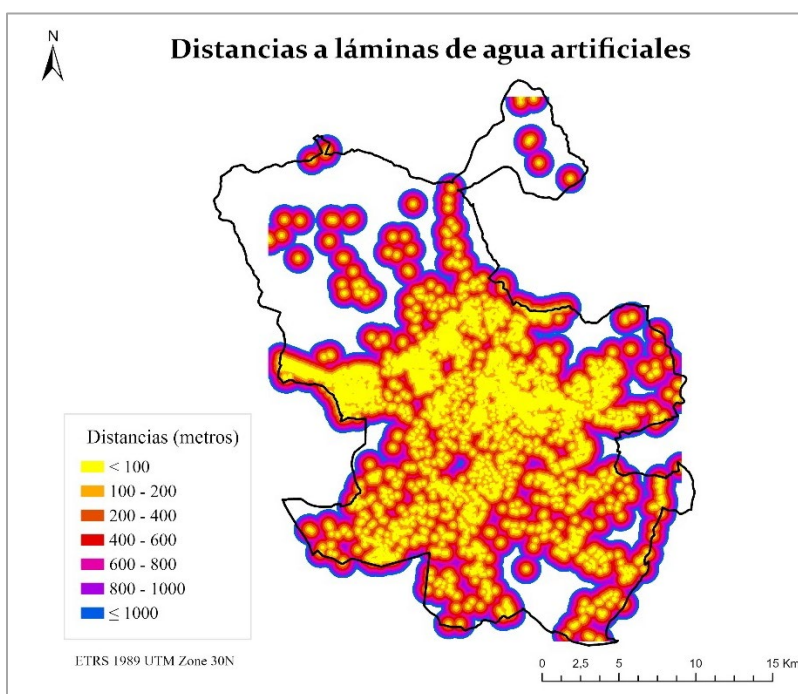 N
Distancias a láminas de agua artificiales
Distancias (metros)
< 100
100 - 200
200 - 400
400 - 600
600 - 800
800 - 1000
≤ 1000
ETRS 1989 UTM Zone 30N
0 2,5 5 10 15 Km